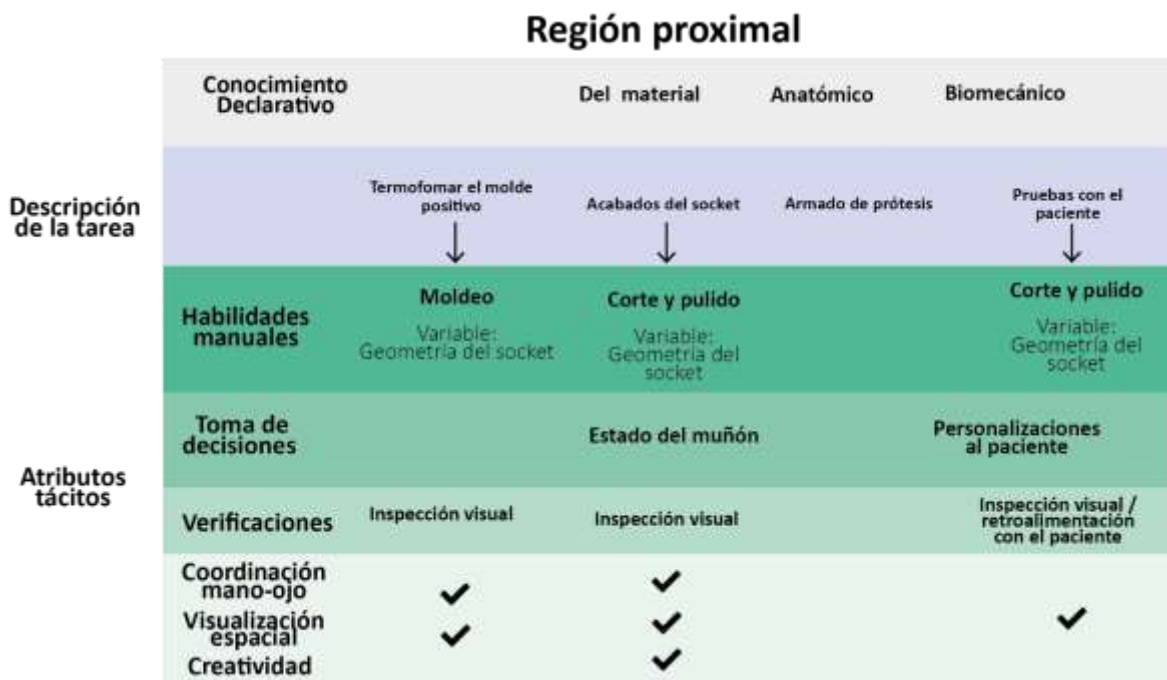 Región proximal
Conocimiento
Declarativo
Del material
Anatómico
Biomecánico
Descripción
de la tarea
Termofomar el molde
positivo
Acabados del socket
Armado de prótesis
Pruebas con el
paciente
Atributos
tácitos
Habilidades
manuales
Moldeo
Variable:
Geometría del socket
Corte y pulido
Variable:
Geometría del
socket
Corte y pulido
Variable:
Geometría del
socket
Toma de
decisiones
Estado del muñón
Personalizaciones
al paciente
Verificaciones
Inspección visual
Inspección visual
Inspección visual /
retroalimentación
con el paciente
Coordinación
mano-ojo
Visualización
espacial
Creatividad